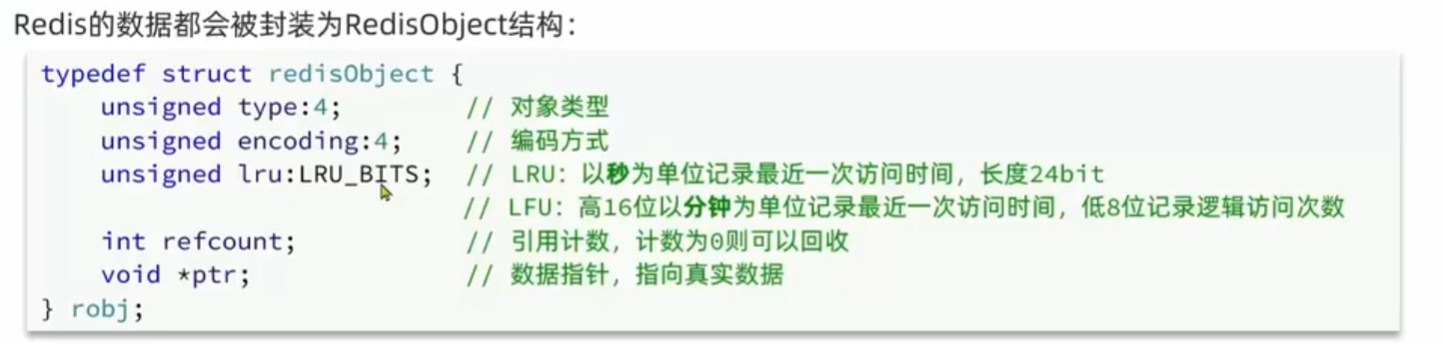 Redis的数据都会被封装为RedisObject结构：
typedef struct redisObject {
    unsigned type:4;        // 对象类型
    unsigned encoding:4;    // 编码方式
    unsigned lru:LRU_BITS;  // LRU：以秒为单位记录最近一次访问时间，长度24bit
                            // LFU：高16位以分钟为单位记录最近一次访问时间，低8位记录逻辑访问次数
    int refcount;           // 引用计数，计数为0则可以回收
    void *ptr;              // 数据指针，指向真实数据
} robj;